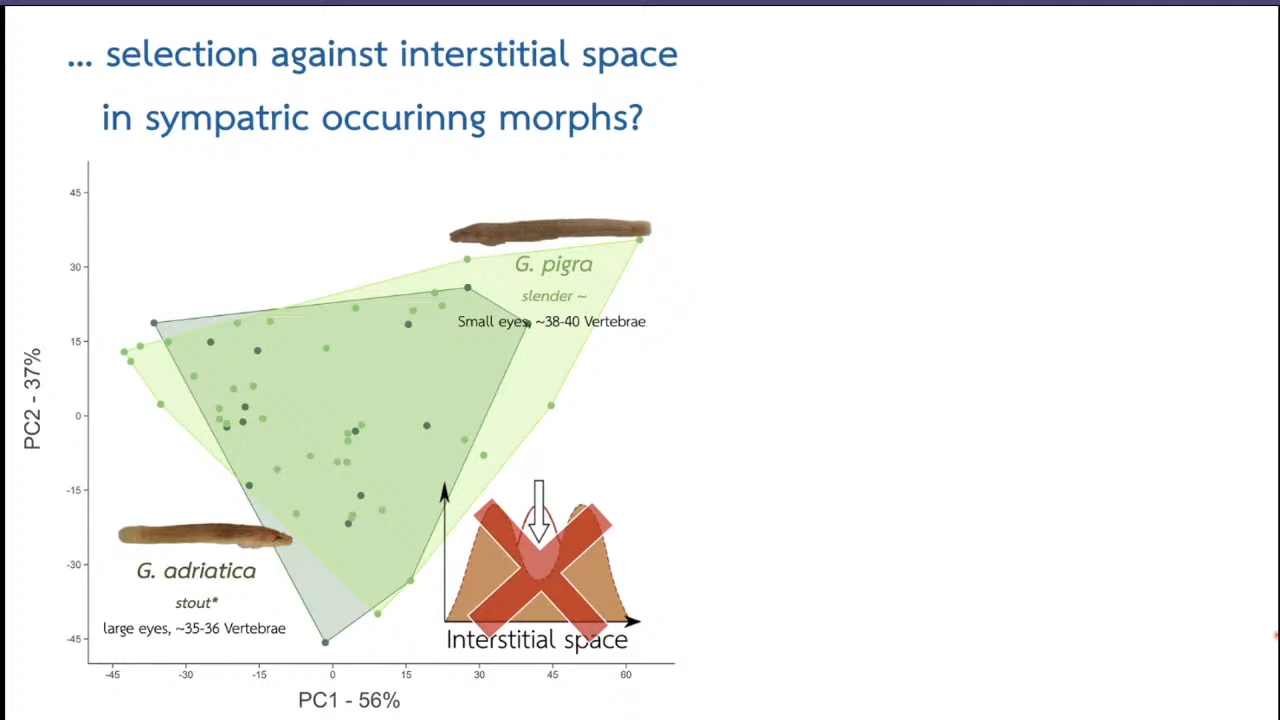 ... selection against interstitial space
in sympatric occurinng morphs?
45
30
15
0
-15
-30
-45
PC2 - 37%
G. pigra
slender ~
Small eyes, ~38-40 Vertebrae
G. adriatica
stout*
large eyes, ~35-36 Vertebrae
Interstitial space
-45
-30
-15
0
15
30
45
60
PC1 - 56%